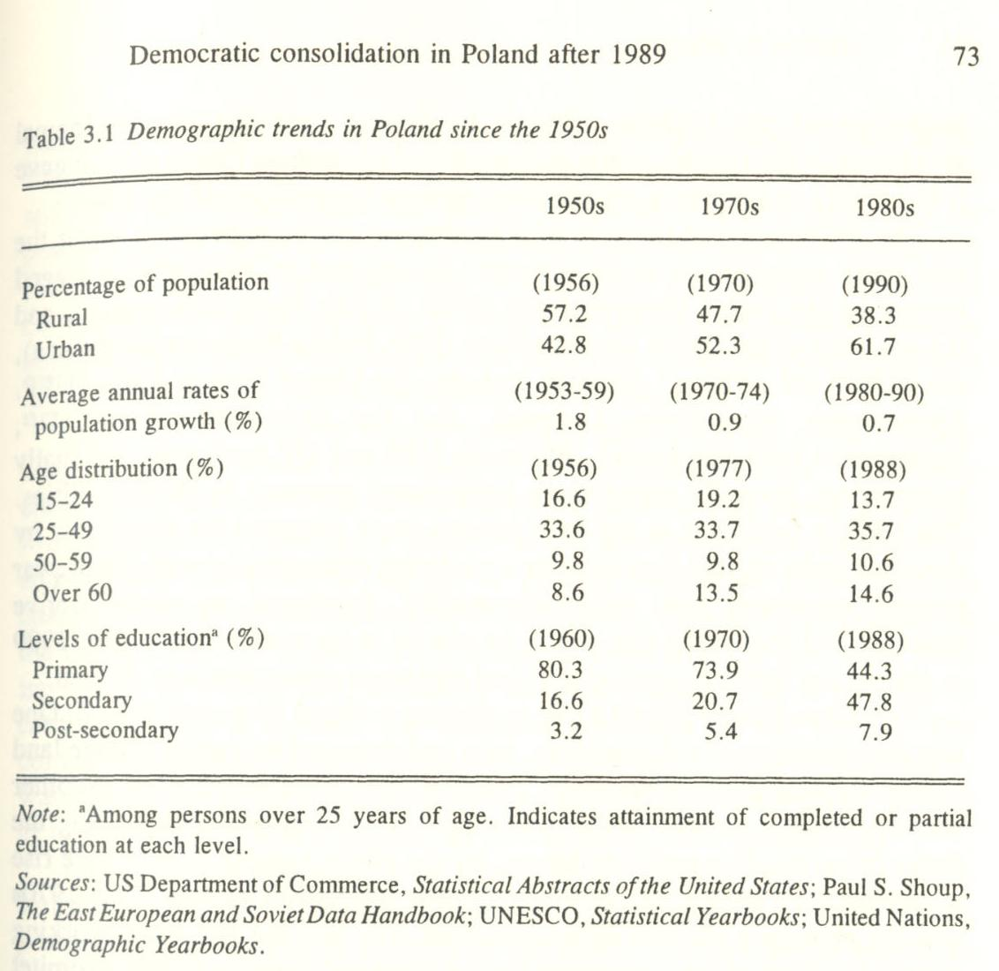 Democratic consolidation in Poland after 1989 73
Table 3.1 Demographic trends in Poland since the 1950s
1950s 1970s 1980s
Percentage of population (1956) (1970) (1990)
Rural 57.2 47.7 38.3
Urban 42.8 52.3 61.7
Average annual rates of (1953-59) (1970-74) (1980-90)
population growth (%) 1.8 0.9 0.7
Age distribution (%) (1956) (1977) (1988)
15–24 16.6 19.2 13.7
25–49 33.6 33.7 35.7
50–59 9.8 9.8 10.6
Over 60 8.6 13.5 14.6
Levels of educationª (%) (1960) (1970) (1988)
Primary 80.3 73.9 44.3
Secondary 16.6 20.7 47.8
Post-secondary 3.2 5.4 7.9
Note: ªAmong persons over 25 years of age. Indicates attainment of completed or partial
education at each level.
Sources: US Department of Commerce, Statistical Abstracts of the United States; Paul S. Shoup,
The East European and Soviet Data Handbook; UNESCO, Statistical Yearbooks; United Nations,
Demographic Yearbooks.